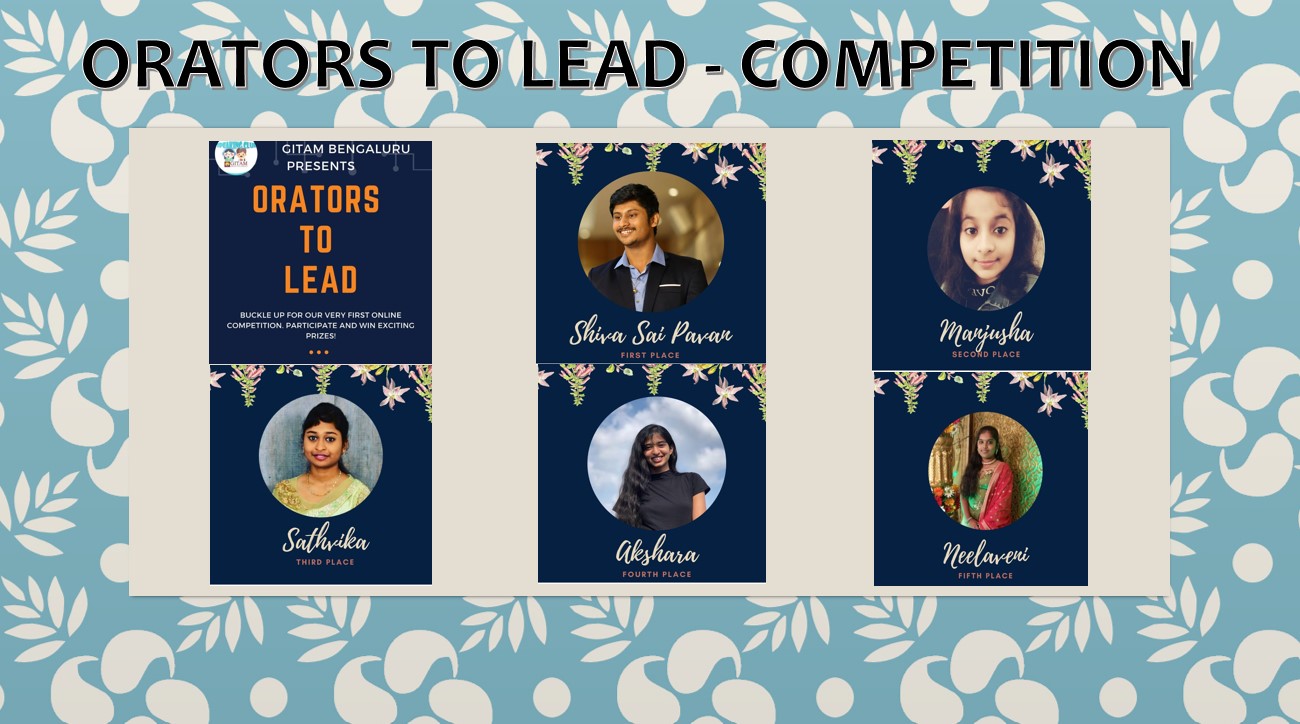 ORATORS TO LEAD - COMPETITION
GITAM BENGALURU
PRESENTS
GITAM
ORATORS
TO
LEAD
BUCKLE UP FOR OUR VERY FIRST ONLINE
COMPETITION. PARTICIPATE AND WIN EXCITING
PRIZES!
Shiva Sai Pavan
FIRST PLACE
Manjusha
SECOND PLACE
Sathvika
THIRD PLACE
Akshara
FOURTH PLACE
Neelaveni
FIFTH PLACE